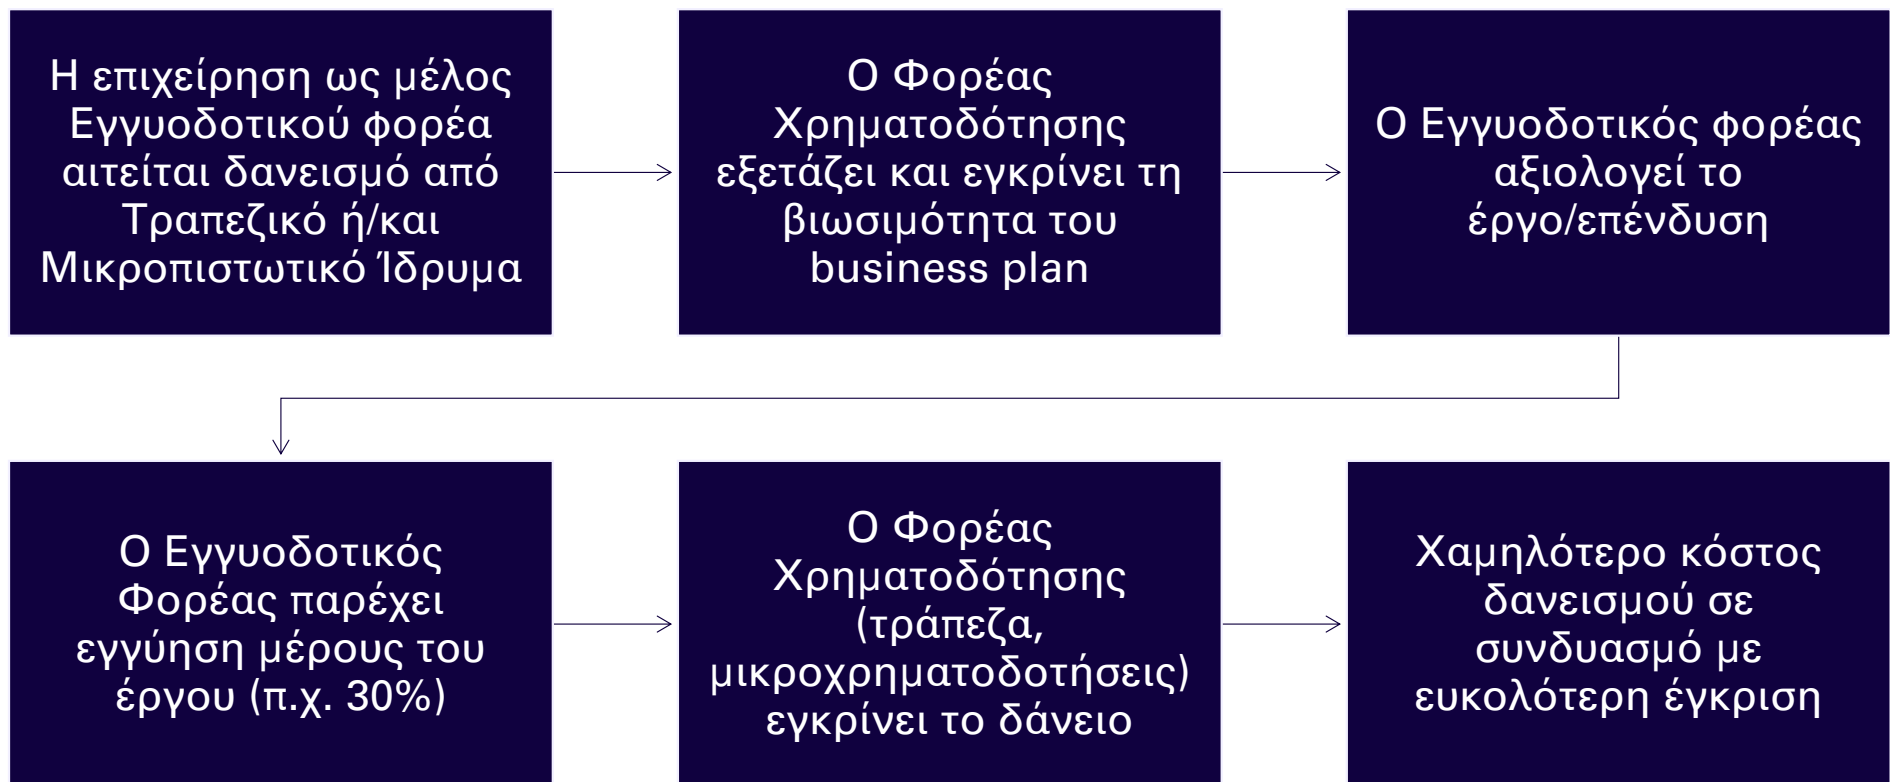 Η επιχείρηση ως μέλος
Εγγυοδοτικού φορέα
αιτείται δανεισμό από
Τραπεζικό ή/και
Μικροπιστωτικό Ίδρυμα
Ο Φορέας
Χρηματοδότησης
εξετάζει και εγκρίνει τη
βιωσιμότητα του
business plan
Ο Εγγυοδοτικός φορέας
αξιολογεί το
έργο/επένδυση
Ο Εγγυοδοτικός
Φορέας παρέχει
εγγύηση μέρους του
έργου (π.χ. 30%)
Ο Φορέας
Χρηματοδότησης
(τράπεζα,
μικροχρηματοδοτήσεις)
εγκρίνει το δάνειο
Χαμηλότερο κόστος
δανεισμού σε
συνδυασμό με
ευκολότερη έγκριση